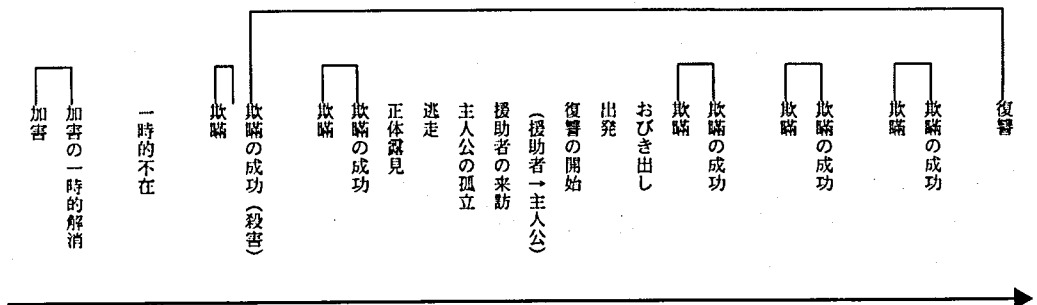 加害
加害の一時的解消
一時的不在
欺瞞
欺瞞の成功（殺害）
欺瞞
欺瞞の成功
正体露見
逃走
主人公の孤立
援助者の来訪
（援助者→主人公）
復讐の開始
出発
おびき出し
欺瞞
欺瞞の成功
欺瞞
欺瞞の成功
欺瞞
欺瞞の成功
復讐